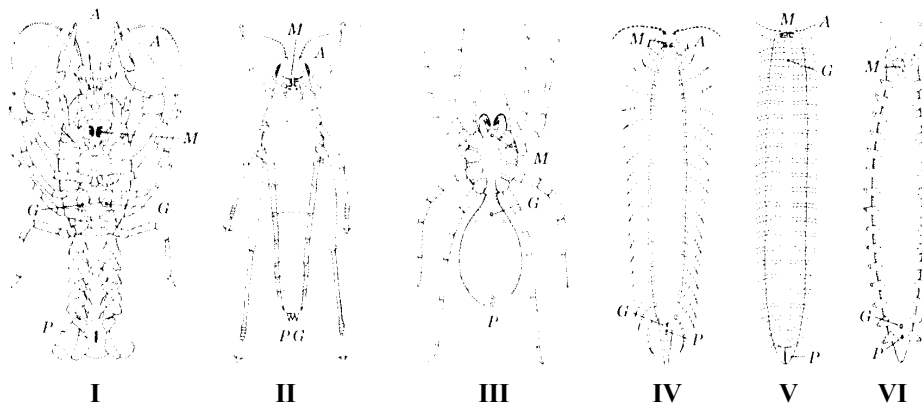 A A M A M A M A M
G
M
M M
G G G
G G
P P P G P P
I II III IV V VI